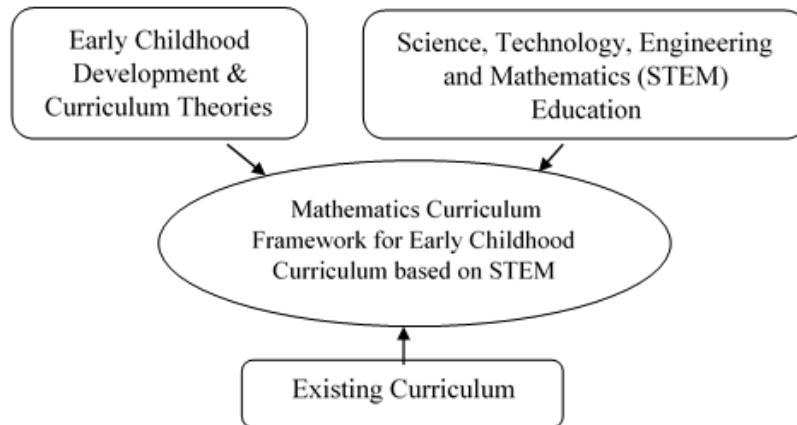 Early Childhood
Development &
Curriculum Theories
Science, Technology, Engineering
and Mathematics (STEM)
Education
Mathematics Curriculum
Framework for Early Childhood
Curriculum based on STEM
Existing Curriculum